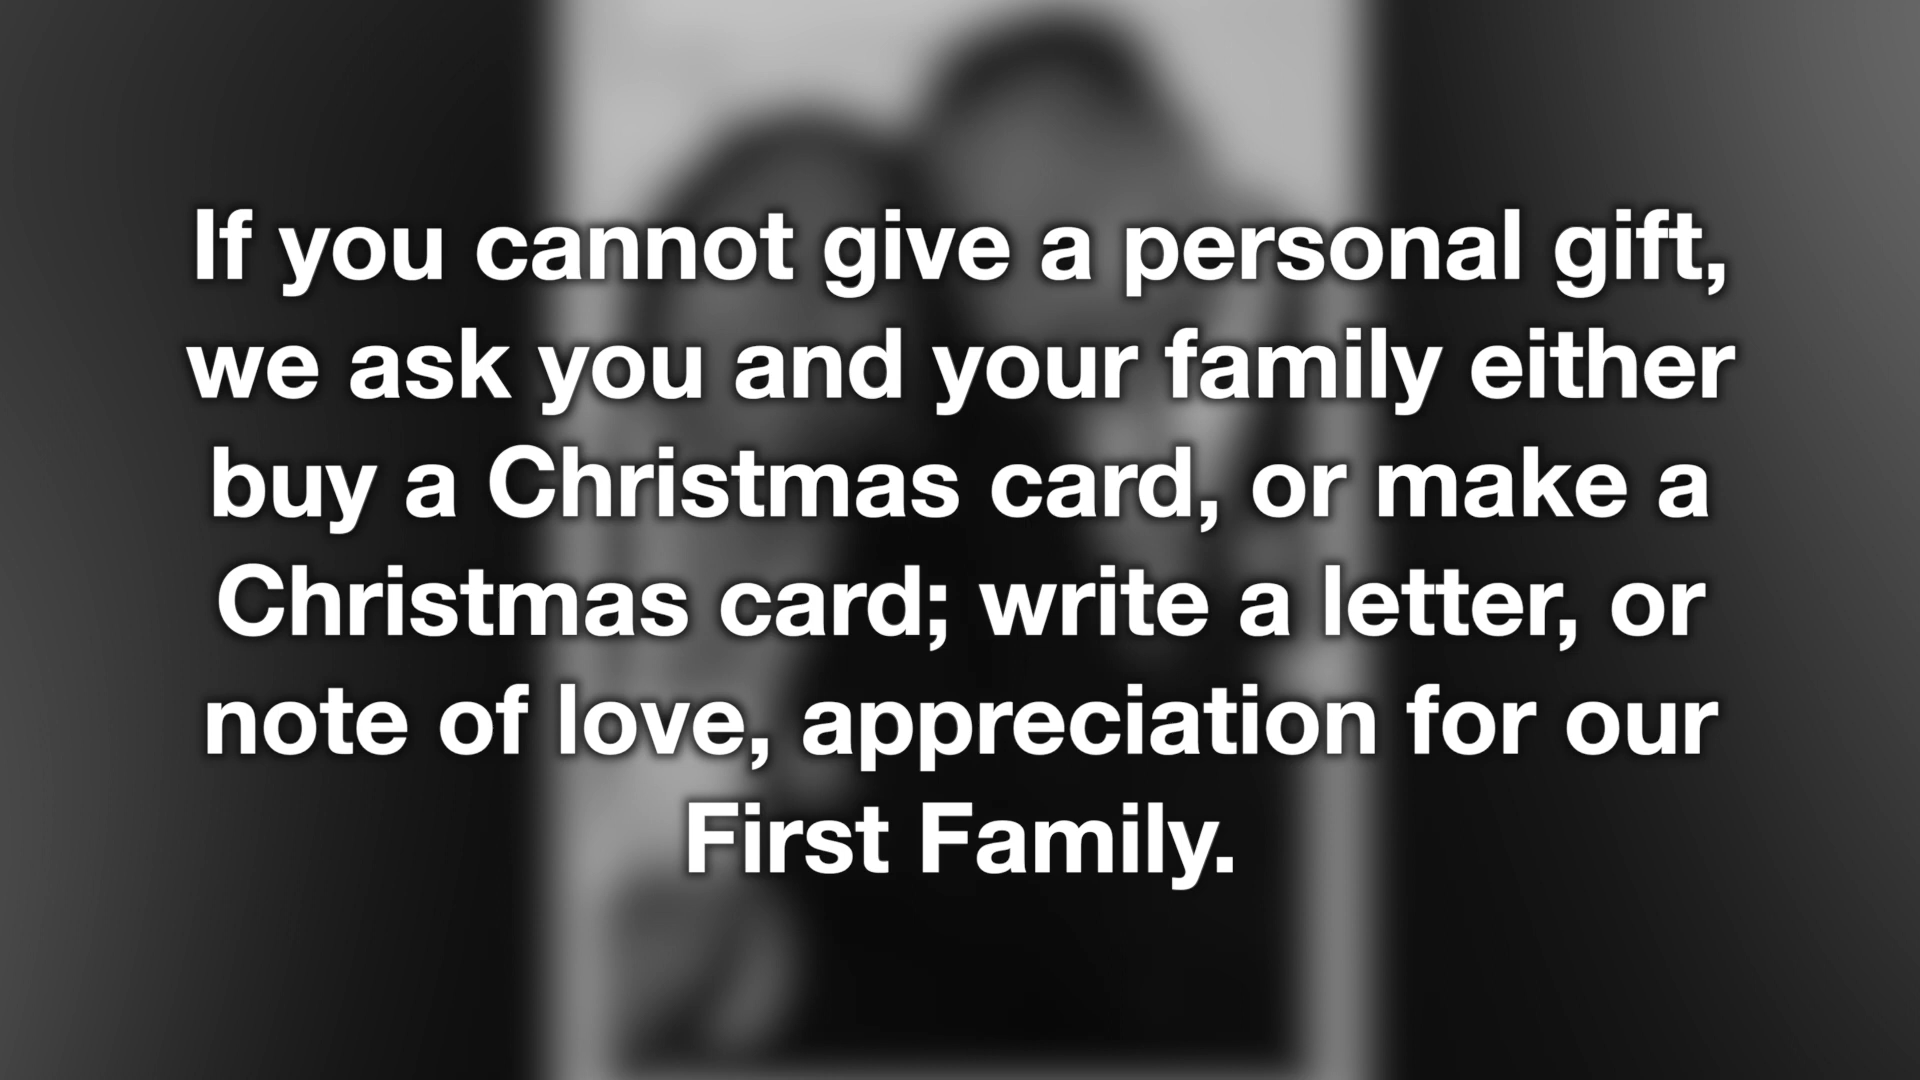 If you cannot give a personal gift,
we ask you and your family either
buy a Christmas card, or make a
Christmas card; write a letter, or
note of love, appreciation for our
First Family.